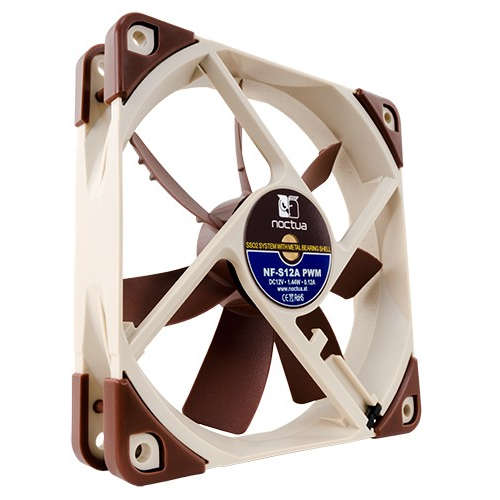 noctua
SSO2 SYSTEM WITH METAL BEARING SHELL
NF-S12A PWM
DC12V • 1.44W • 0.12A
www.noctua.at
CE RoHS